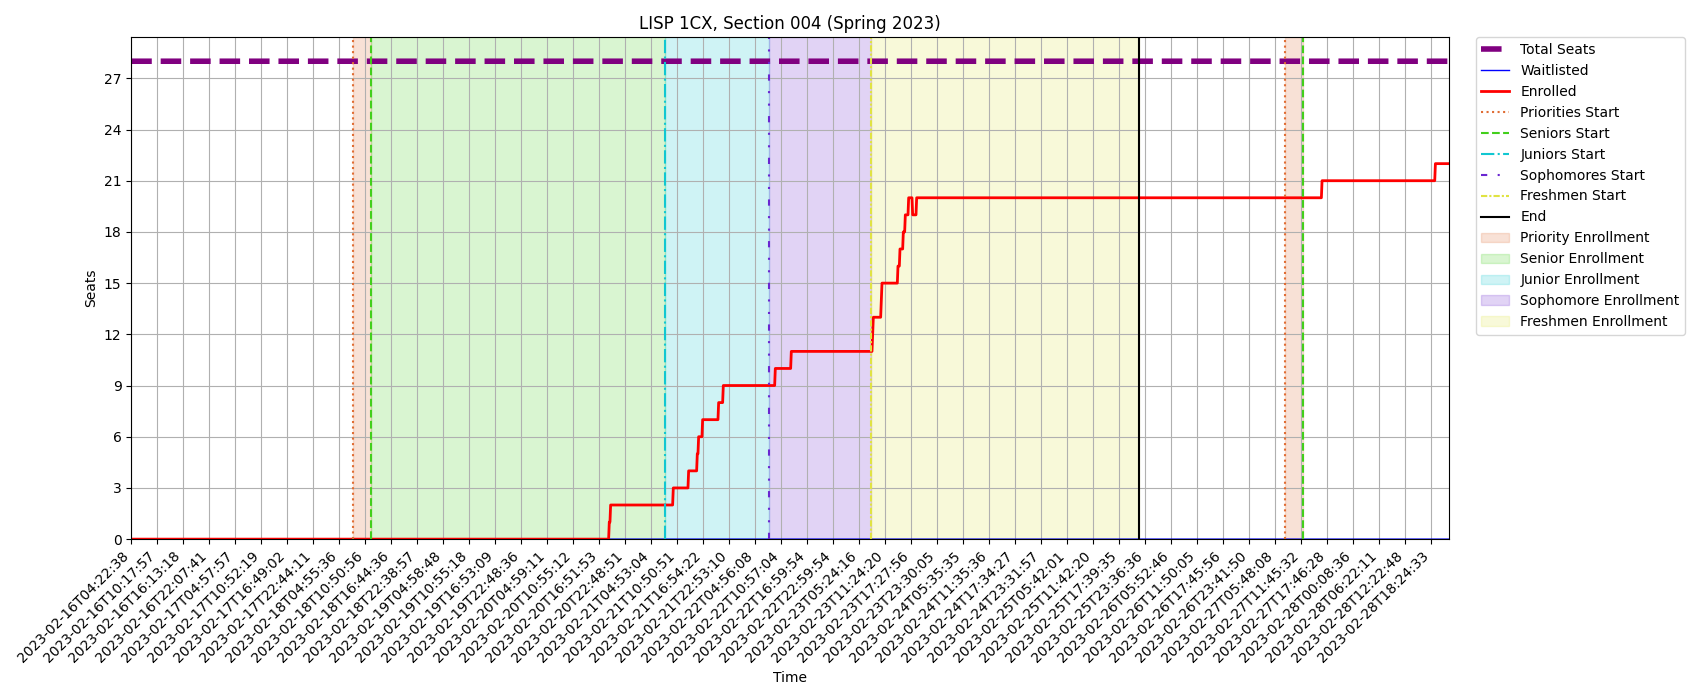 LISP 1CX, Section 004 (Spring 2023)
Seats
27
24
21
18
15
12
9
6
3
0
2023-02-16T04:22:38
2023-02-16T10:17:57
2023-02-16T16:13:18
2023-02-16T22:07:41
2023-02-17T04:57:57
2023-02-17T10:52:19
2023-02-17T16:49:02
2023-02-17T22:44:11
2023-02-18T04:55:36
2023-02-18T10:50:56
2023-02-18T16:44:36
2023-02-18T22:38:57
2023-02-19T04:58:48
2023-02-19T10:55:18
2023-02-19T16:53:09
2023-02-19T22:48:36
2023-02-20T04:59:11
2023-02-20T10:55:12
2023-02-20T16:51:53
2023-02-20T22:48:51
2023-02-21T04:53:04
2023-02-21T10:50:51
2023-02-21T16:54:22
2023-02-21T22:53:10
2023-02-22T04:56:08
2023-02-22T10:57:04
2023-02-22T16:59:54
2023-02-22T22:59:54
2023-02-23T05:24:16
2023-02-23T11:24:20
2023-02-23T17:27:56
2023-02-23T23:30:05
2023-02-24T05:35:35
2023-02-24T11:35:36
2023-02-24T17:34:27
2023-02-24T23:31:57
2023-02-25T05:42:01
2023-02-25T11:42:20
2023-02-25T17:39:35
2023-02-25T23:36:36
2023-02-26T05:52:46
2023-02-26T11:50:05
2023-02-26T17:45:56
2023-02-26T23:41:50
2023-02-27T05:48:08
2023-02-27T11:45:32
2023-02-27T17:46:28
2023-02-28T00:08:36
2023-02-28T06:22:11
2023-02-28T12:22:48
2023-02-28T18:24:33
Time
Total Seats
Waitlisted
Enrolled
Priorities Start
Seniors Start
Juniors Start
Sophomores Start
Freshmen Start
End
Priority Enrollment
Senior Enrollment
Junior Enrollment
Sophomore Enrollment
Freshmen Enrollment